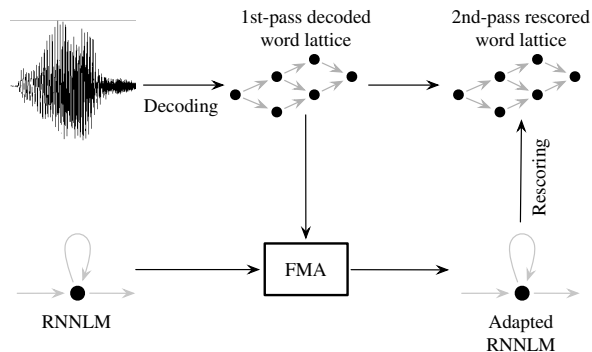 1st-pass decoded
word lattice
2nd-pass rescored
word lattice
Decoding
Rescoring
FMA
RNNLM
Adapted
RNNLM